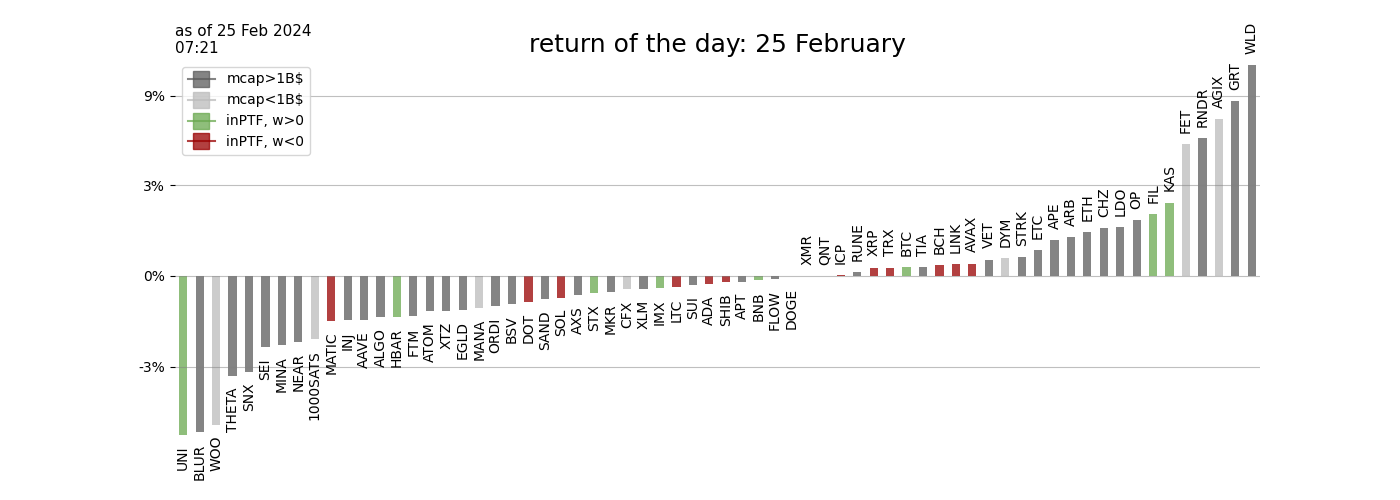 as of 25 Feb 2024
07:21
return of the day: 25 February
mcap>1B$
mcap<1B$
inPTF, w>0
inPTF, w<0
9%
3%
0%
-3%
UNI
BLUR
WOO
THETA
SNX
SEI
MINA
NEAR
1000SATS
MATIC
INJ
AAVE
ALGO
HBAR
FTM
ATOM
XTZ
EGLD
MANA
ORDI
BSV
DOT
SAND
SOL
AXS
STX
MKR
CFX
XLM
IMX
LTC
SUI
ADA
SHIB
APT
BNB
FLOW
DOGE
XMR
QNT
ICP
RUNE
XRP
TRX
BTC
TIA
BCH
LINK
AVAX
VET
DYM
STRK
ETC
APE
ARB
ETH
CHZ
LDO
OP
FIL
KAS
FET
RNDR
AGIX
GRT
WLD